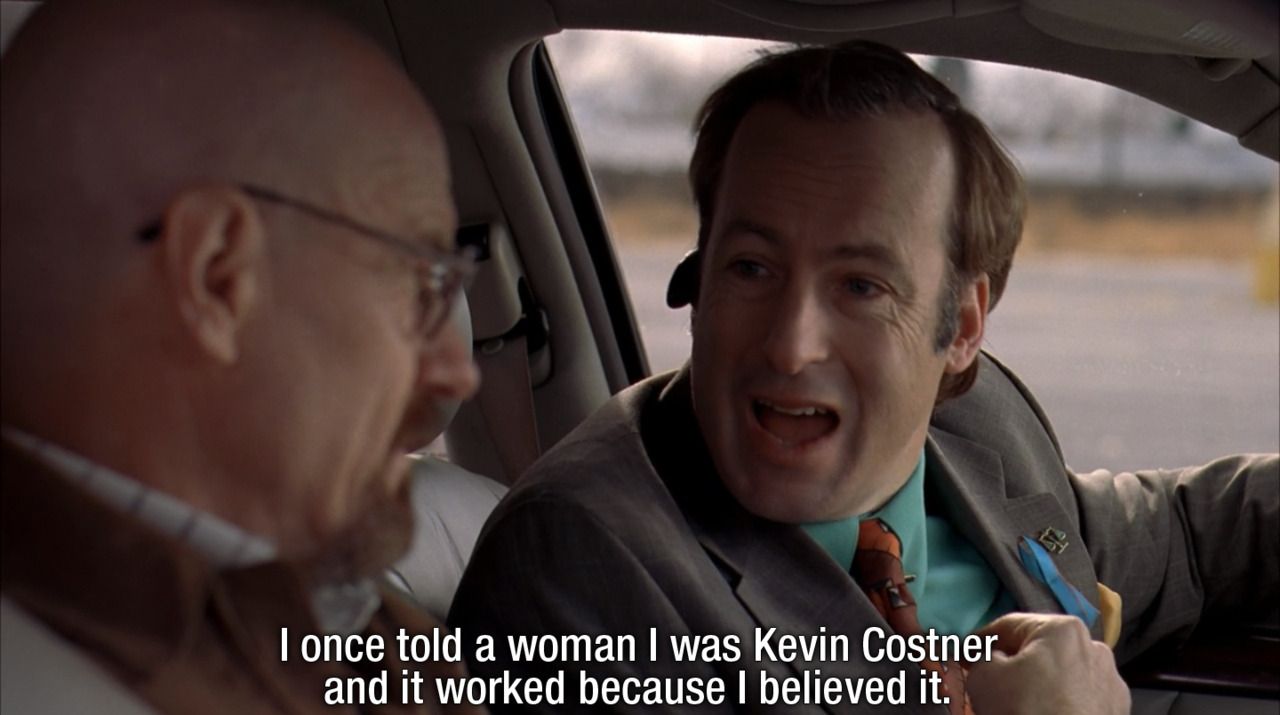 I once told a woman I was Kevin Costner
and it worked because I believed it.